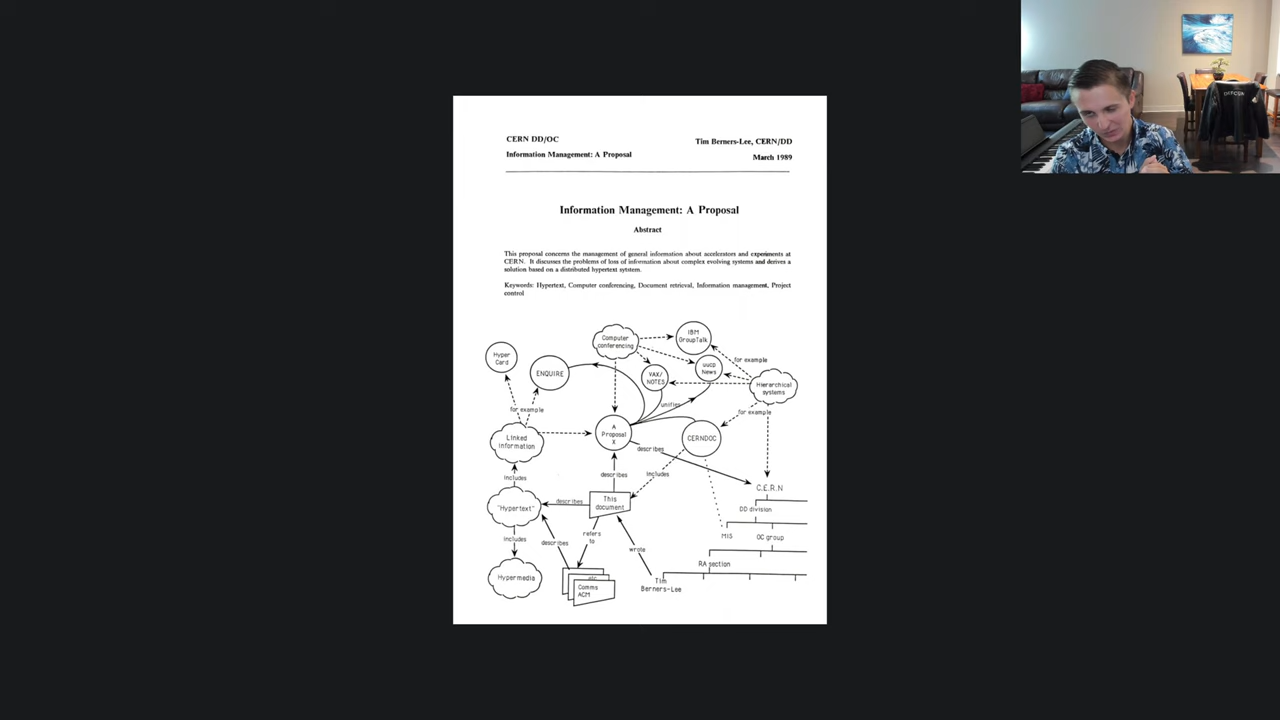 CERN DD/OC
Tim Berners-Lee, CERN/DD
Information Management: A Proposal
March 1989
Information Management: A Proposal
Abstract
This proposal concerns the management of general information about accelerators and experiments at
CERN. It discusses the problems of loss of information about complex evolving systems and derives a
solution based on a distributed hypertext sytstem.
Keywords: Hypertext, Computer conferencing, Document retrieval, Information management, Project
control
IBM
GroupTalk
Computer
conferencing
Hyper
Card
for example
uucp
News
ENQUIRE
VAX/
NOTES
Hierarchical
systems
unifies
for example
for example
A
Proposal
X
Linked
information
CERNDOC
describes
describes
includes
includes
C.E.R.N
This
document
describes
"Hypertext"
DD division
refers
to
MIS
OC group
includes
describes
wrote
RA section
Hypermedia
etc
Tim
Berners-Lee
Comms
ACM
DEFCON